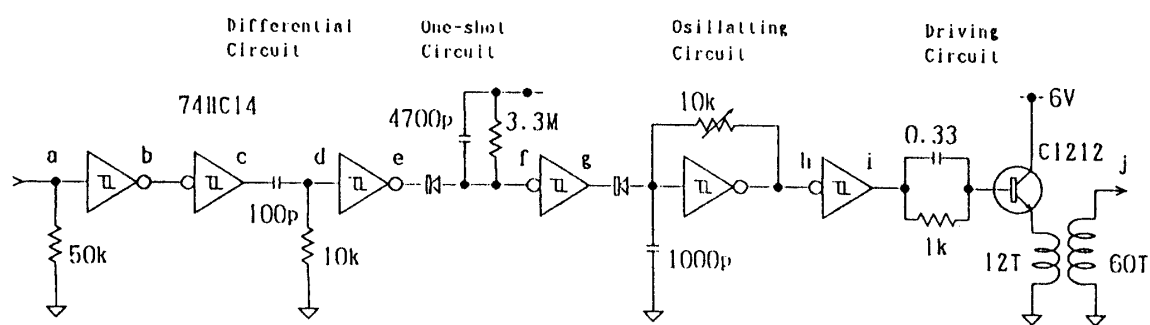 Differential
Circuit
One-shot
Circuit
Osillatting
Circuit
Driving
Circuit
74HC14
4700p
3.3M
10k
6V
0.33
C1212
a
b
c
d
e
f
g
h
i
j
100p
50k
10k
1000p
1k
12T
60T